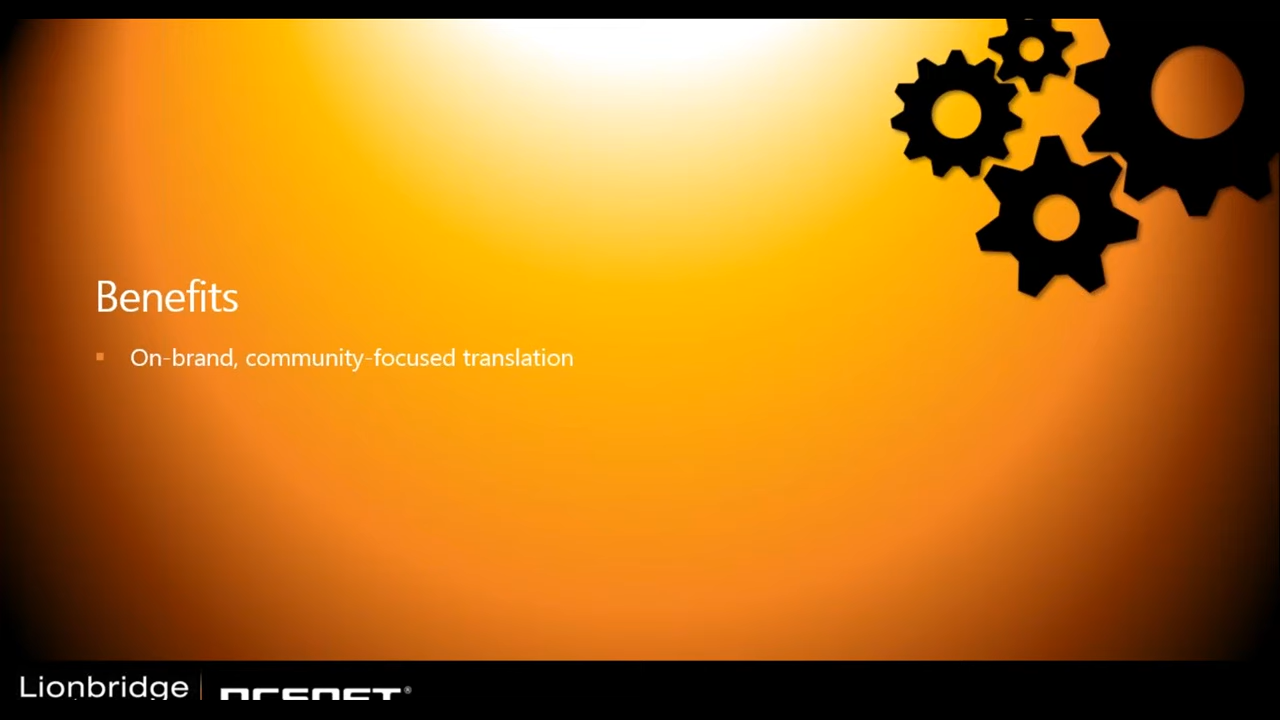 Benefits
▪ On-brand, community-focused translation
Lionbridge